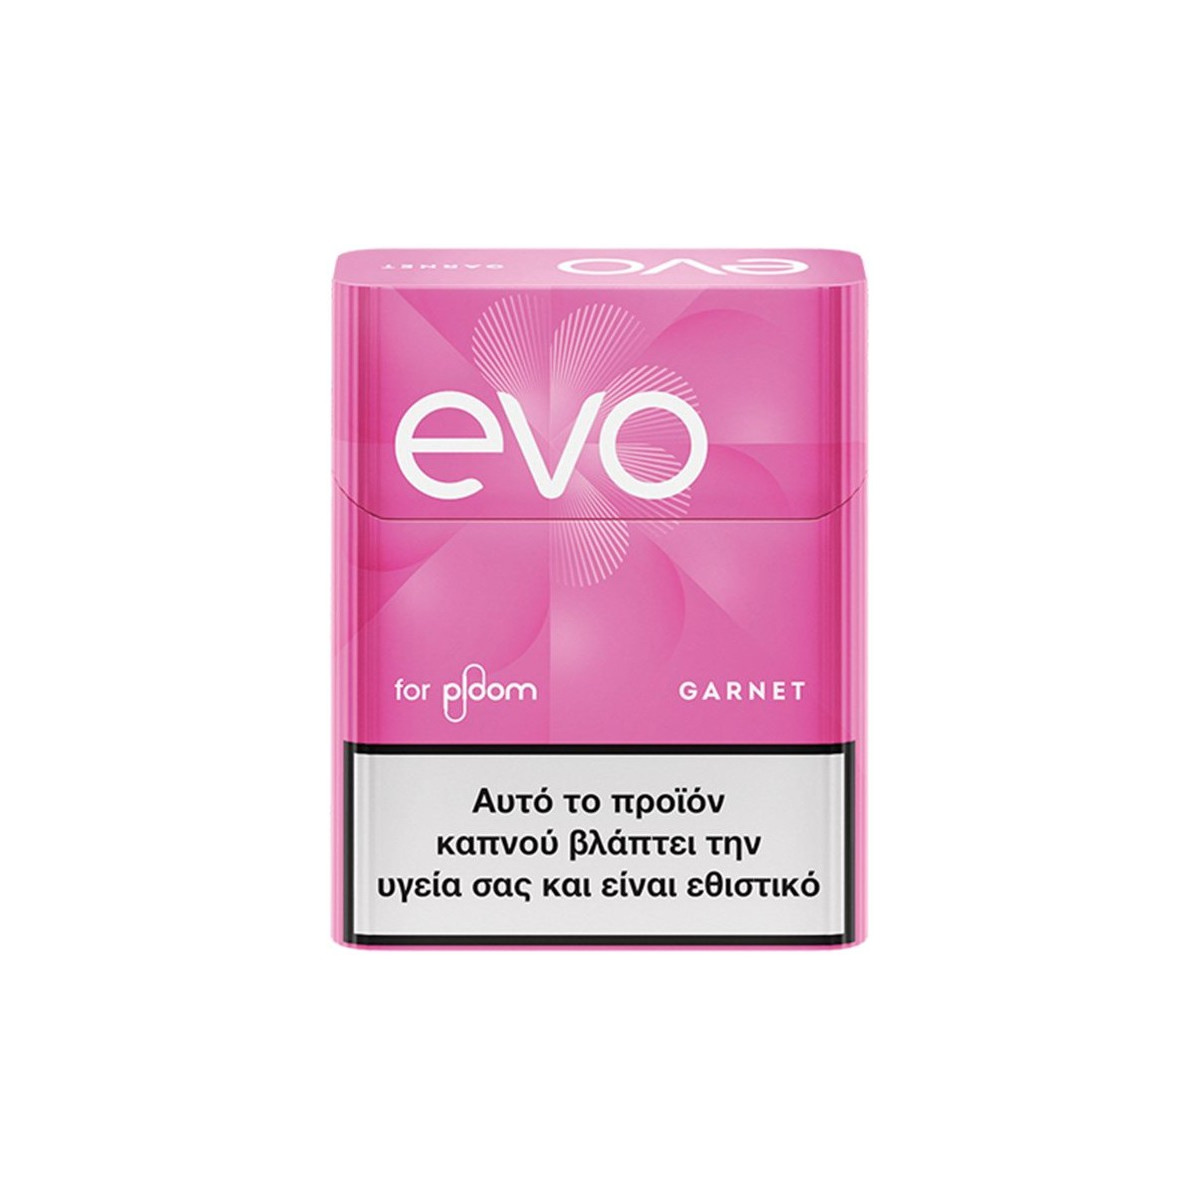 GARNET evo
evo
for ploom GARNET
Αυτό το προϊόν
καπνού βλάπτει την
υγεία σας και είναι εθιστικό